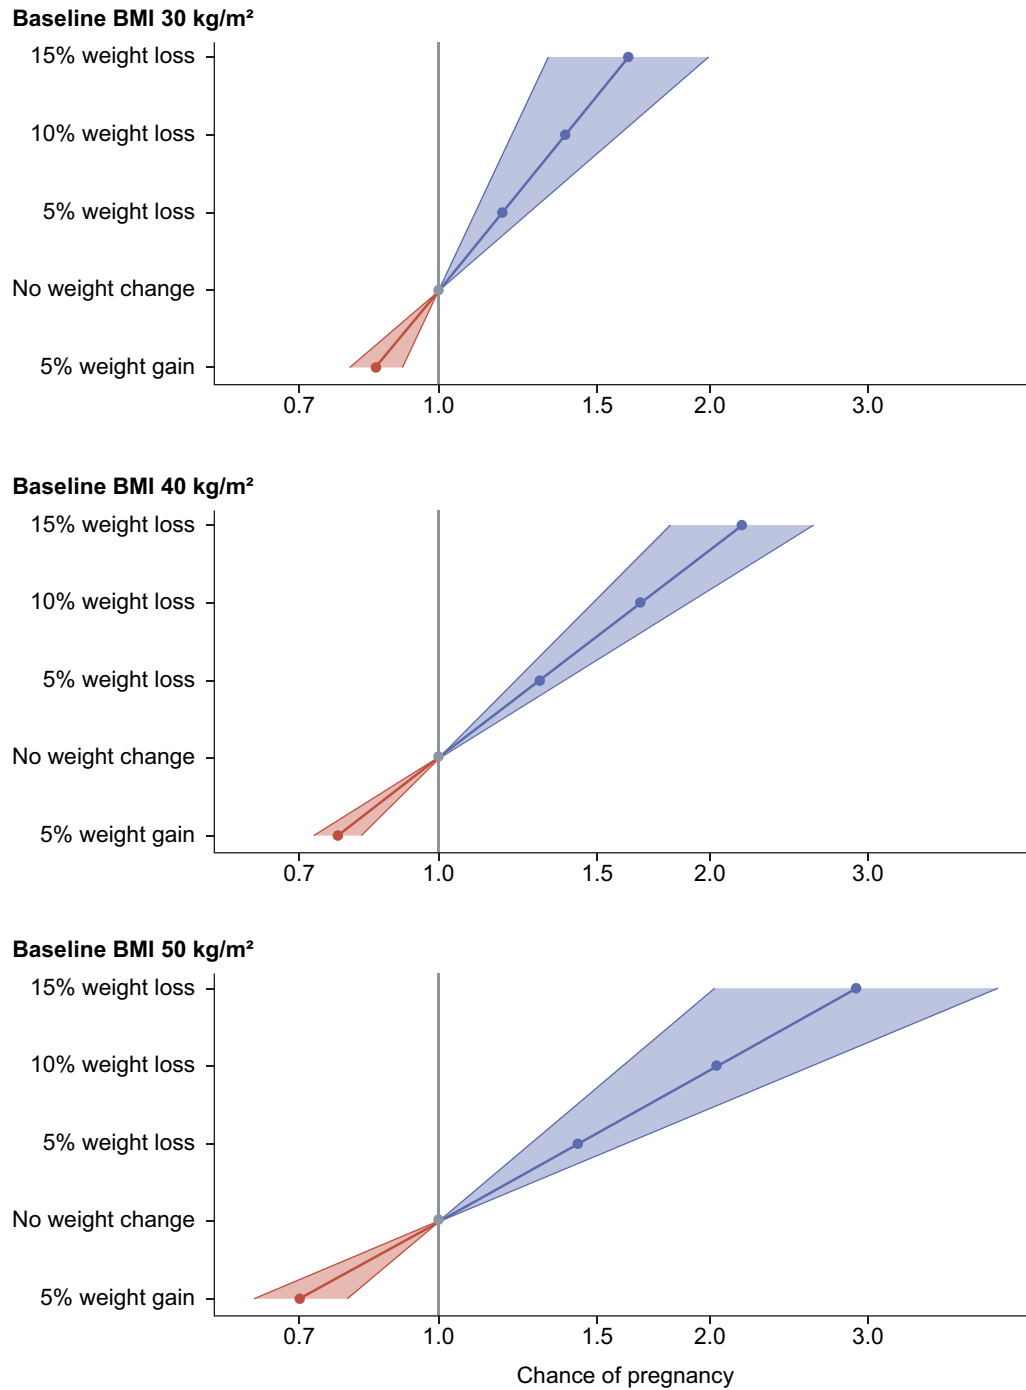 Baseline BMI 30 kg/m²
15% weight loss
10% weight loss
5% weight loss
No weight change
5% weight gain
0.7 1.0 1.5 2.0 3.0
Baseline BMI 40 kg/m²
15% weight loss
10% weight loss
5% weight loss
No weight change
5% weight gain
0.7 1.0 1.5 2.0 3.0
Baseline BMI 50 kg/m²
15% weight loss
10% weight loss
5% weight loss
No weight change
5% weight gain
0.7 1.0 1.5 2.0 3.0
Chance of pregnancy